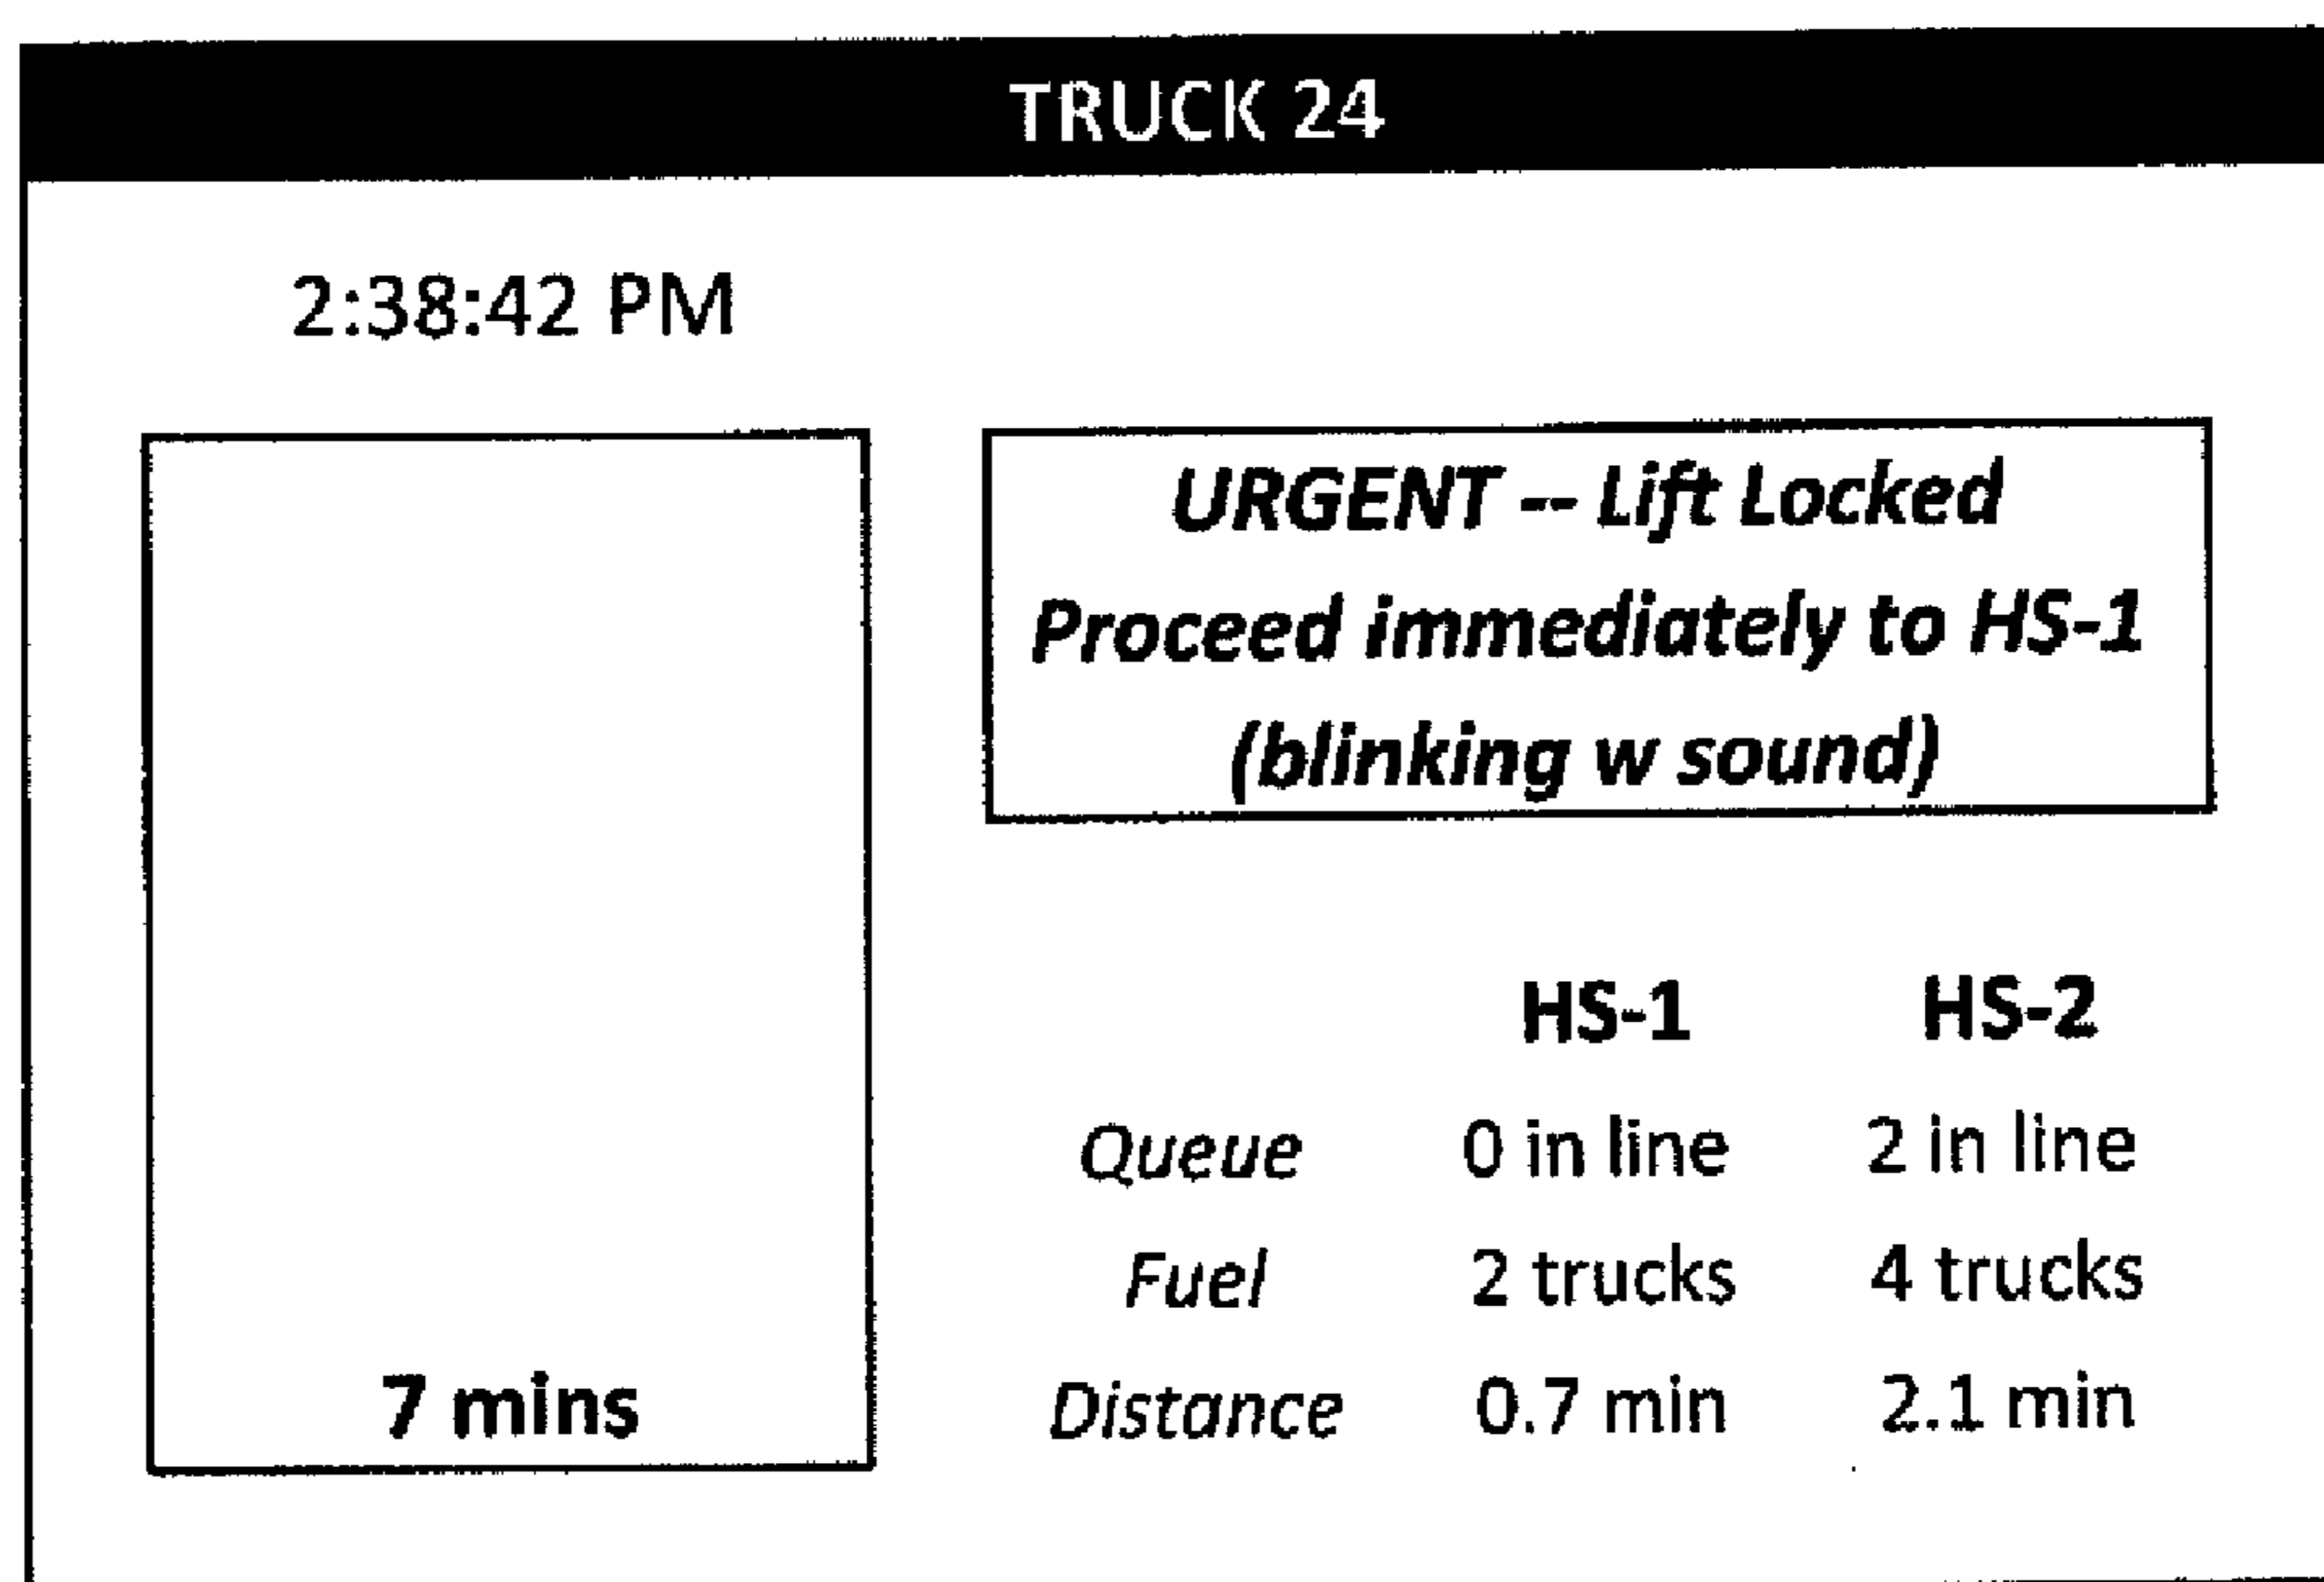 TRUCK 24
2:38:42 PM
URGENT -- Lift Locked
Proceed immediately to HS-1
(blinking w sound)
7 mins
HS-1 HS-2
Queue 0 in line 2 in line
Fuel 2 trucks 4 trucks
Distance 0.7 min 2.1 min